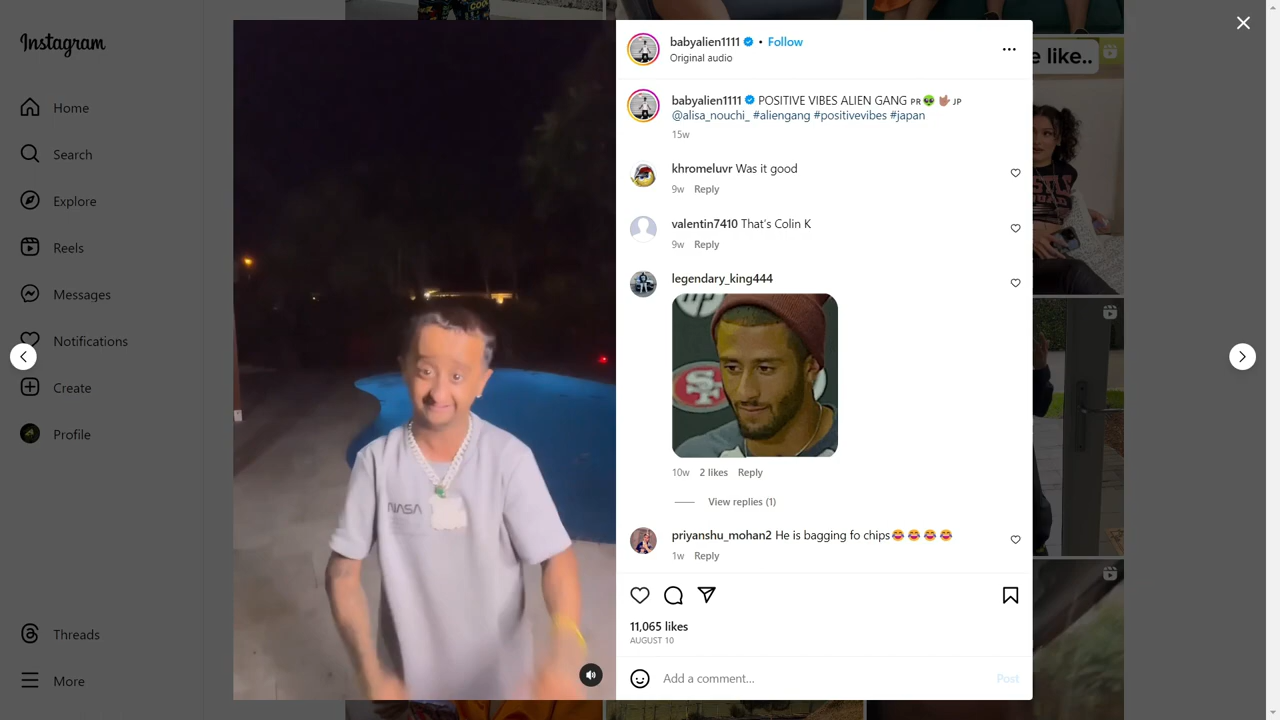 Instagram
Home
Search
Explore
Reels
Messages
Notifications
Create
Profile
Threads
More
NASA
babyalien1111 • Follow
Original audio
babyalien1111 POSITIVE VIBES ALIEN GANG PR👽🤟🏽JP
@alisa_nouchi_ #aliengang #positivevibes #japan
15w
khromeluvr Was it good
9w Reply
valentin7410 That's Colin K
9w Reply
legendary_king444
hp
SF
10w 2 likes Reply
View replies (1)
priyanshu_mohan2 He is bagging fo chips😂😂😂😂
1w Reply
11,065 likes
AUGUST 10
Add a comment...
Post
e like..